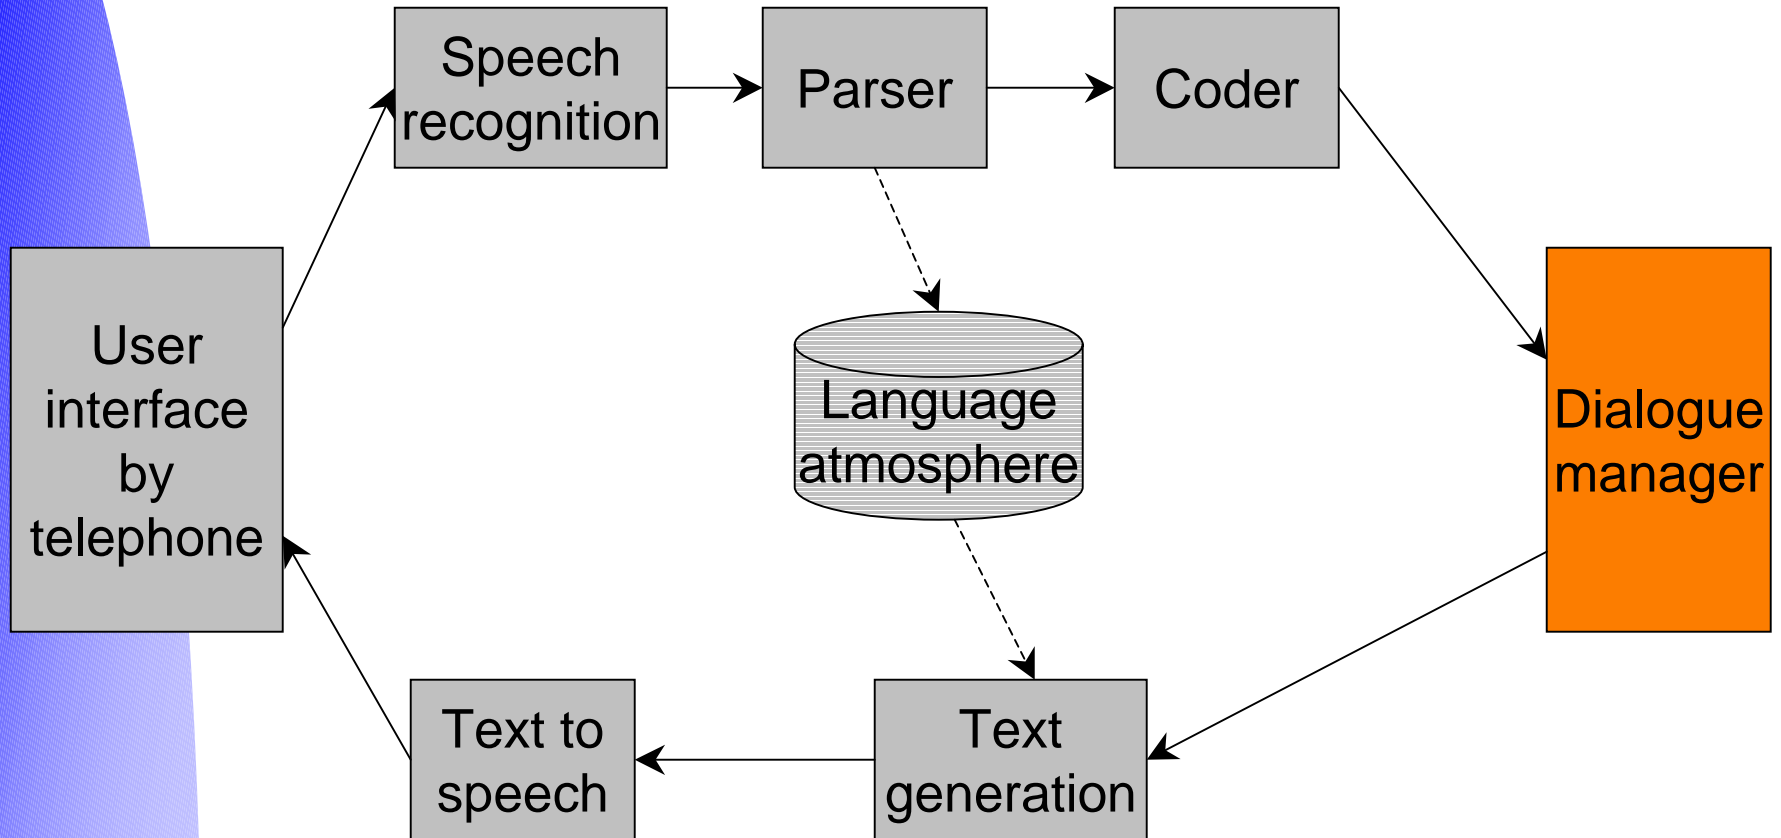 Speech
recognition
Parser
Coder
User
interface
by
telephone
Language
atmosphere
Dialogue
manager
Text to
speech
Text
generation